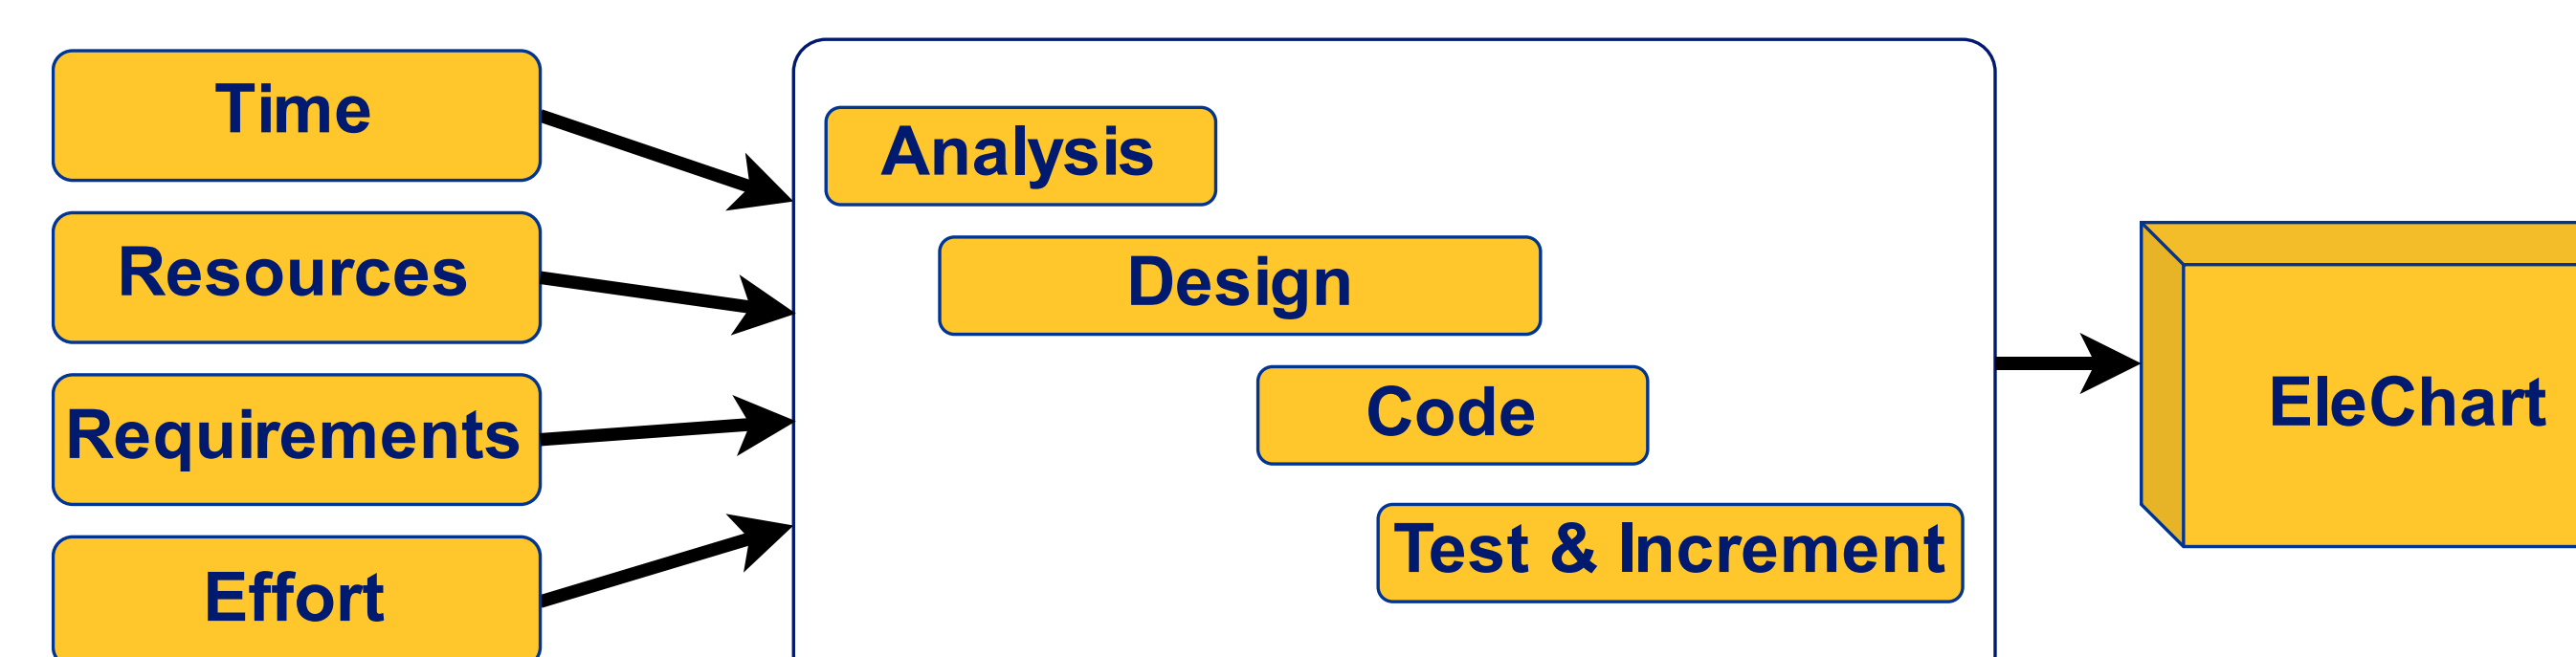 Time
Resources
Requirements
Effort
Analysis
Design
Code
Test & Increment
EleChart